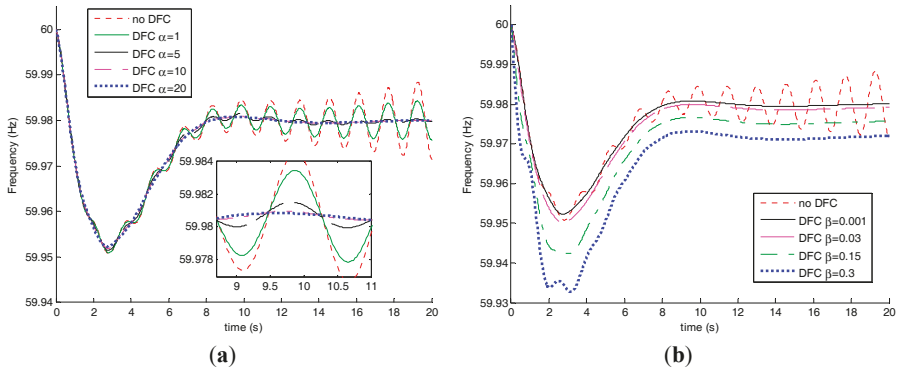 no DFC
DFC α=1
DFC α=5
DFC α=10
DFC α=20
60
59.99
59.98
59.97
59.96
59.95
59.94
Frequency (Hz)
59.984
59.982
59.98
59.978
9 9.5 10 10.5 11
0 2 4 6 8 10 12 14 16 18 20
time (s)
(a)
60
59.99
59.98
59.97
59.96
59.95
59.94
59.93
Frequency (Hz)
no DFC
DFC β=0.001
DFC β=0.03
DFC β=0.15
DFC β=0.3
0 2 4 6 8 10 12 14 16 18 20
time (s)
(b)